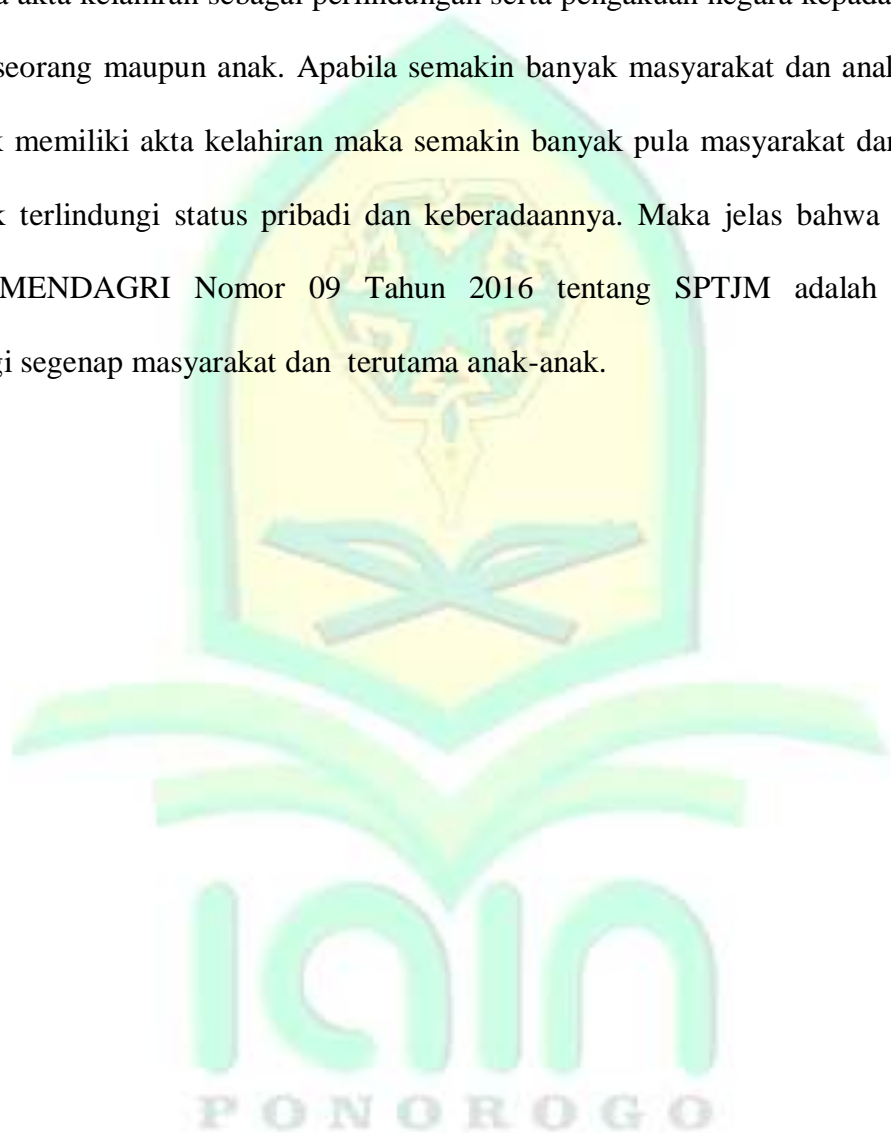 akta kelahiran sebagai perlindungan serta pengakuan negara kepada
seorang maupun anak. Apabila semakin banyak masyarakat dan anak
memiliki akta kelahiran maka semakin banyak pula masyarakat dan
terlindungi status pribadi dan keberadaannya. Maka jelas bahwa
MENDAGRI Nomor 09 Tahun 2016 tentang SPTJM adalah
segenap masyarakat dan terutama anak-anak.
iain
PONOROGO